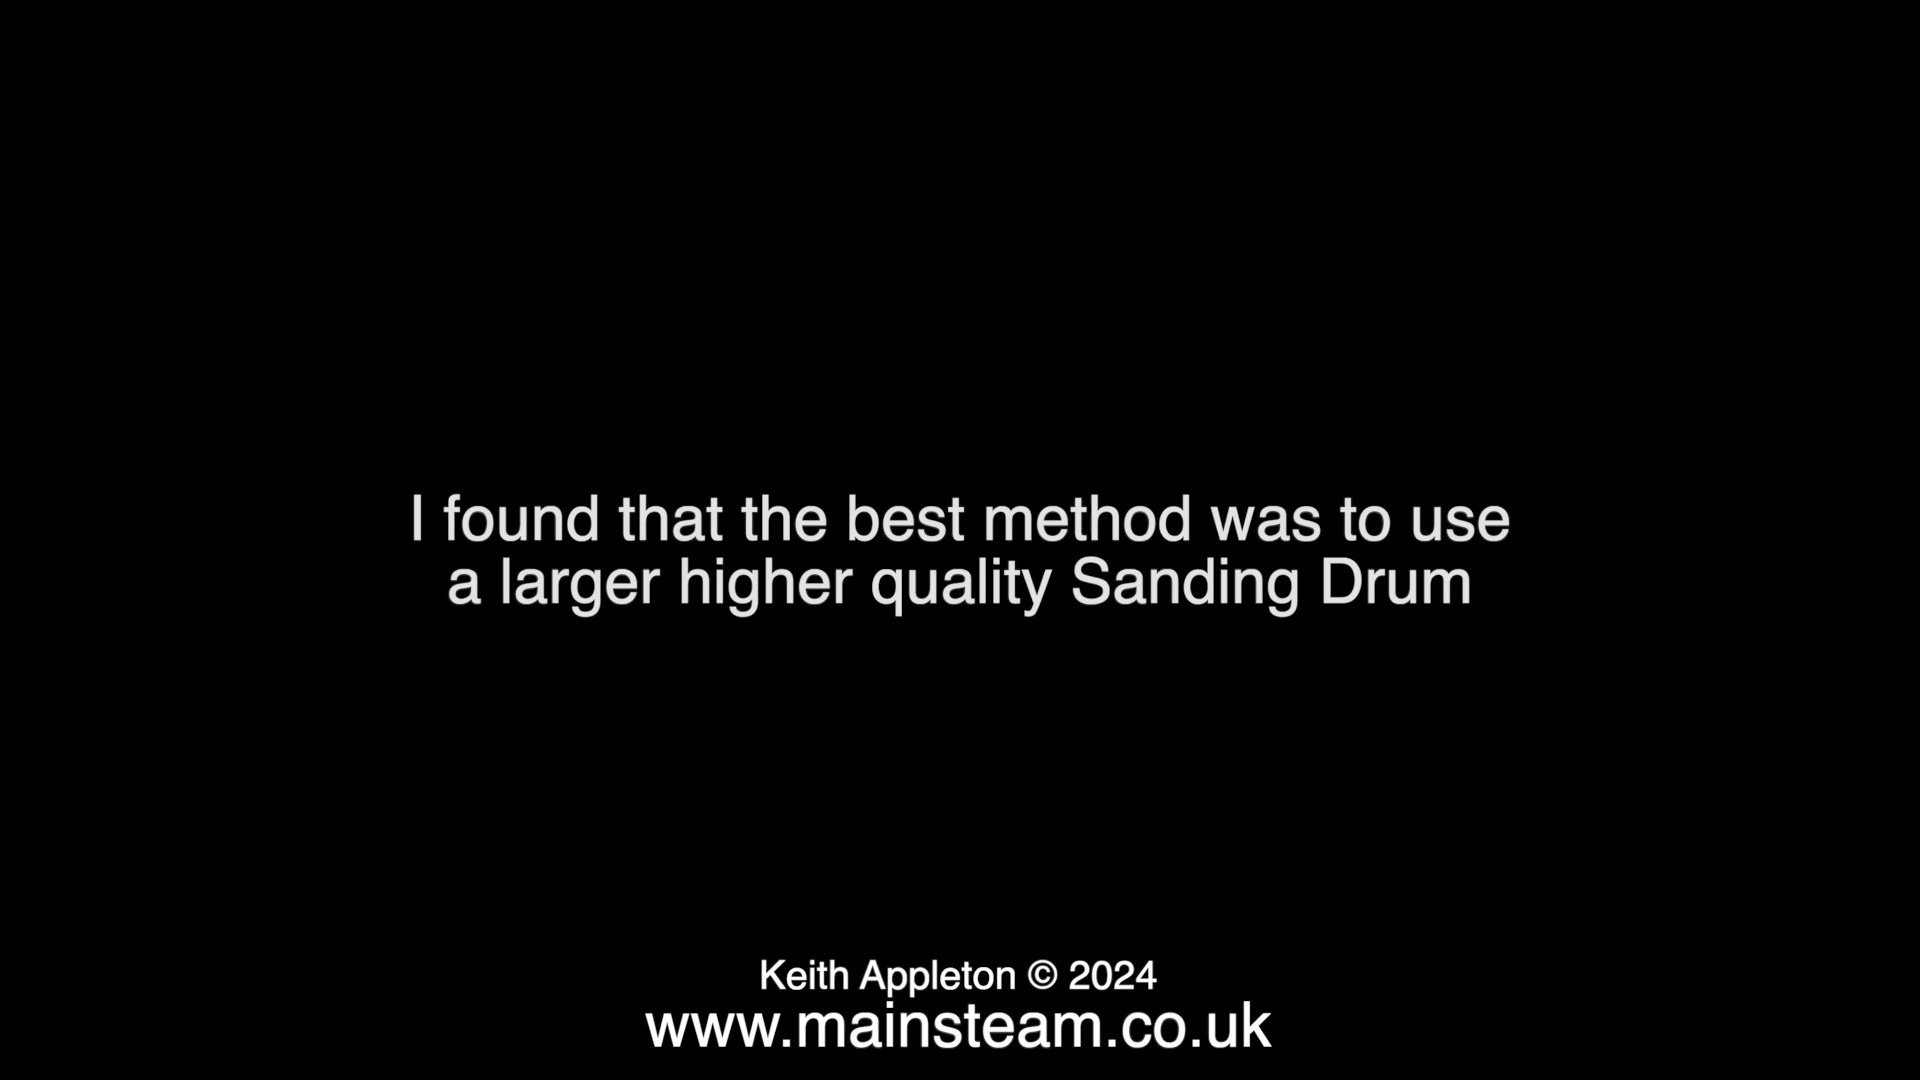 I found that the best method was to use
a larger higher quality Sanding Drum
Keith Appleton © 2024
www.mainsteam.co.uk